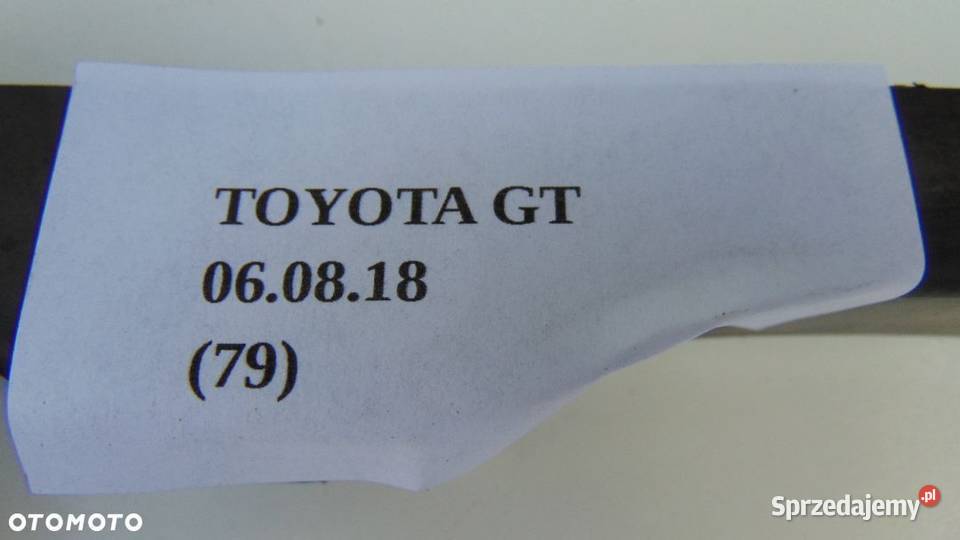 TOYOTA GT
06.08.18
(79)
OTOMOTO
Sprzedajemy.pl